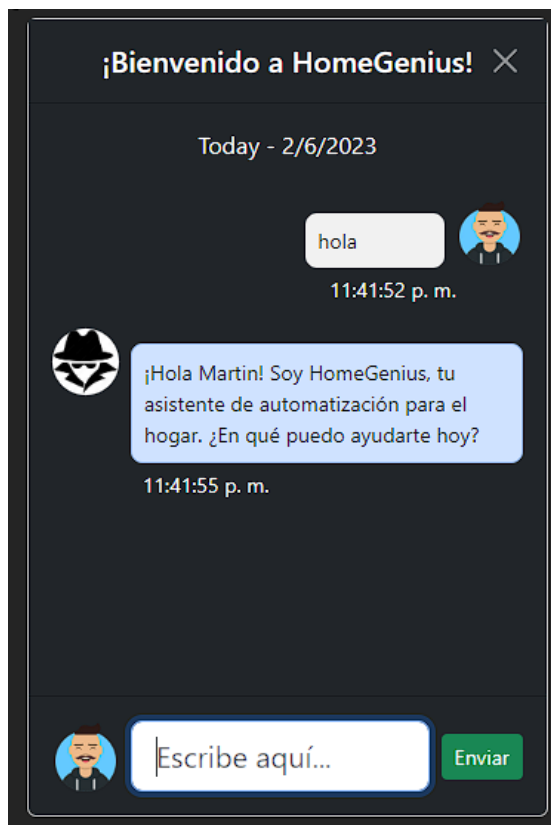 ¡Bienvenido a HomeGenius!
Today - 2/6/2023
hola
11:41:52 p. m.
¡Hola Martin! Soy HomeGenius, tu
asistente de automatización para el
hogar. ¿En qué puedo ayudarte hoy?
11:41:55 p. m.
Escribe aquí...
Enviar